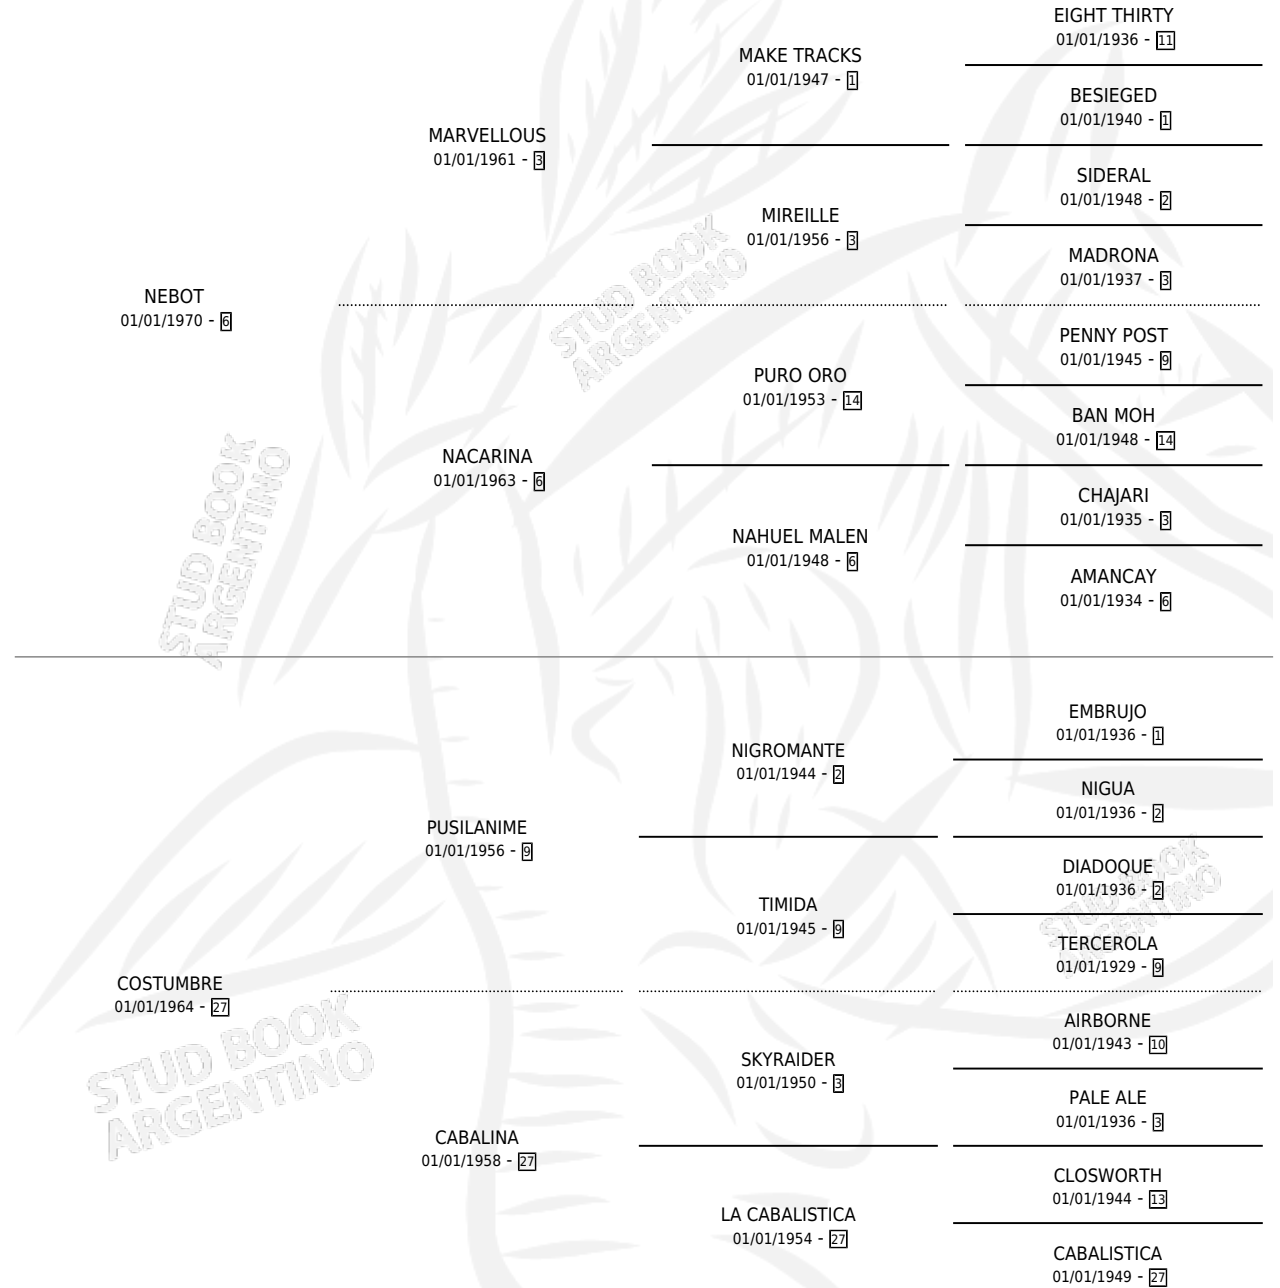 EIGHT THIRTY
01/01/1936 - 11
MAKE TRACKS
01/01/1947 - 1
BESIEGED
01/01/1940 - 1
MARVELLOUS
01/01/1961 - 3
SIDERAL
01/01/1948 - 2
MIREILLE
01/01/1956 - 3
MADRONA
01/01/1937 - 3
NEBOT
01/01/1970 - 6
PENNY POST
01/01/1945 - 9
PURO ORO
01/01/1953 - 14
BAN MOH
01/01/1948 - 14
NACARINA
01/01/1963 - 6
CHAJARI
01/01/1935 - 3
NAHUEL MALEN
01/01/1948 - 6
AMANCAY
01/01/1934 - 6
STUD BOOK
ARGENTINO
STUD BOOK
ARGENTINO
EMBRUJO
01/01/1936 - 1
NIGROMANTE
01/01/1944 - 2
NIGUA
01/01/1936 - 2
PUSILANIME
01/01/1956 - 9
DIADOQUE
01/01/1936 - 2
TIMIDA
01/01/1945 - 9
TERCEROLA
01/01/1929 - 9
STUD BOOK
ARGENTINO
COSTUMBRE
01/01/1964 - 27
AIRBORNE
01/01/1943 - 10
SKYRAIDER
01/01/1950 - 3
PALE ALE
01/01/1936 - 3
CABALINA
01/01/1958 - 27
CLOSWORTH
01/01/1944 - 13
LA CABALISTICA
01/01/1954 - 27
CABALISTICA
01/01/1949 - 27
STUD BOOK
ARGENTINO